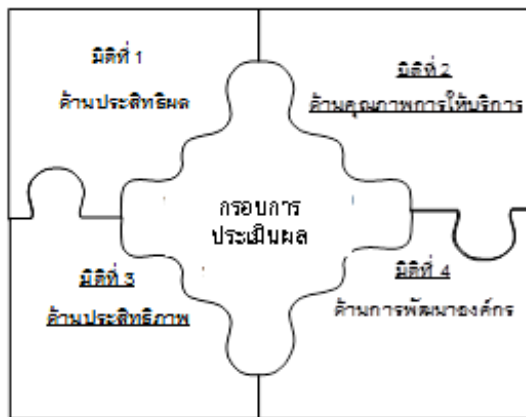 มิติที่ 1
ด้านประสิทธิผล
มิติที่ 2
ด้านคุณภาพการให้บริการ
กรอบการ
ประเมินผล
มิติที่ 3
ด้านประสิทธิภาพ
มิติที่ 4
ด้านการพัฒนาองค์กร